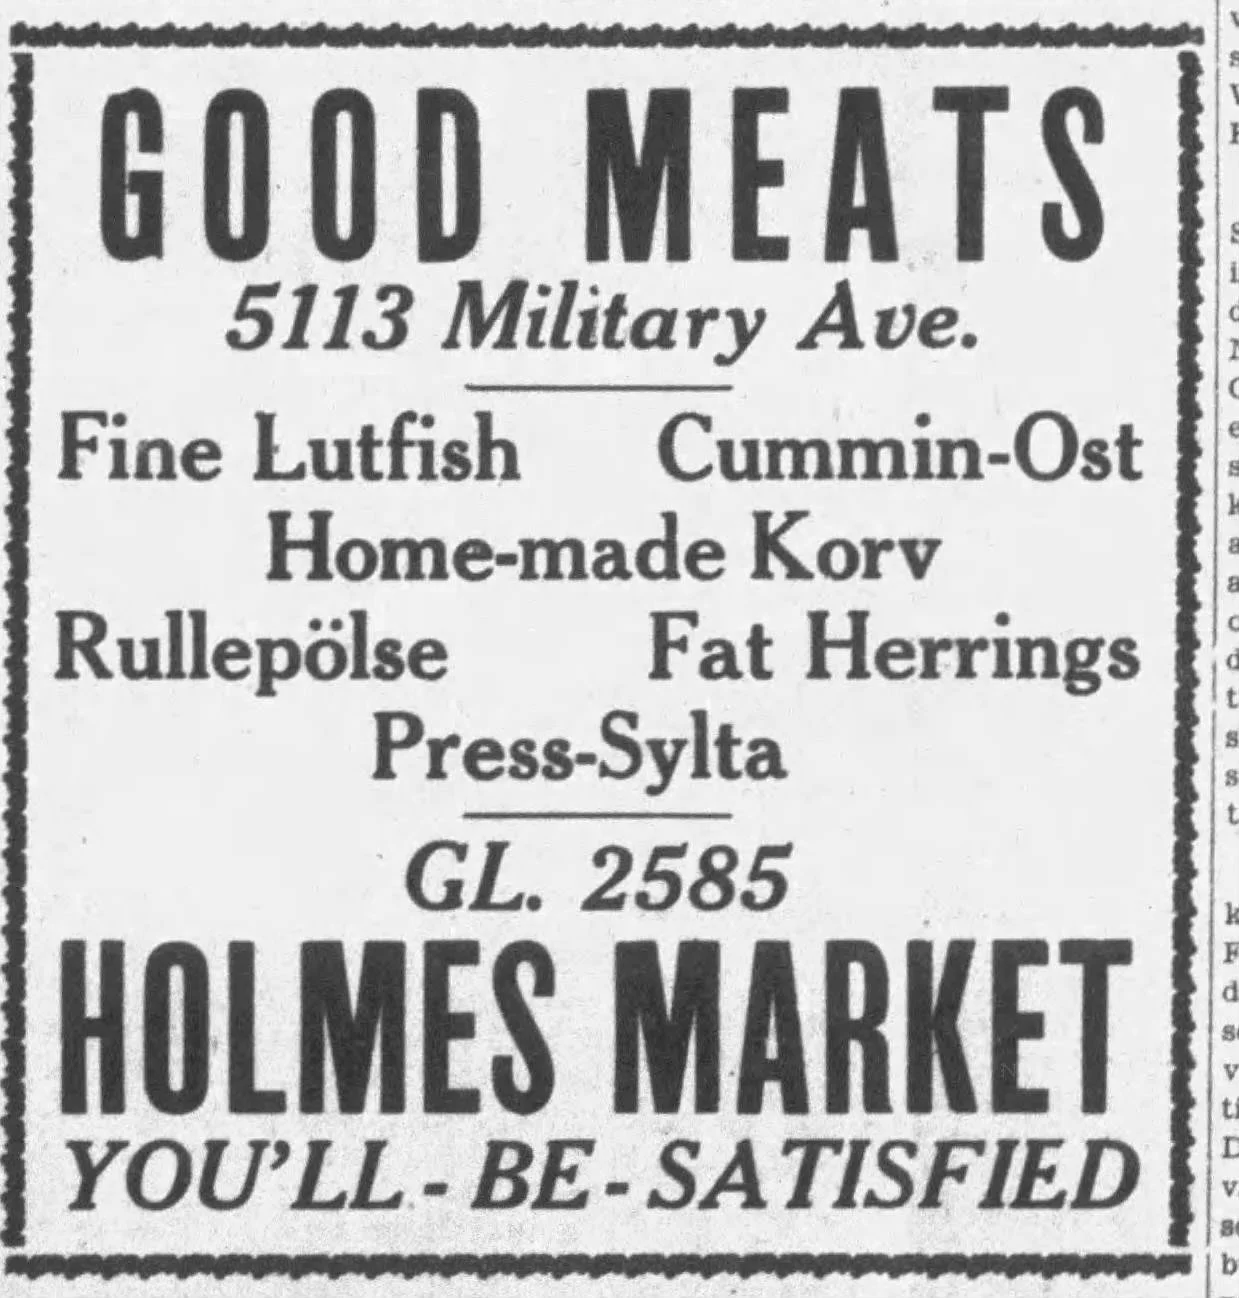 GOOD MEATS
5113 Military Ave.
Fine Lutfish Cummin-Ost
Home-made Korv
Rullepölse Fat Herrings
Press-Sylta
GL. 2585
HOLMES MARKET
YOU'LL - BE - SATISFIED